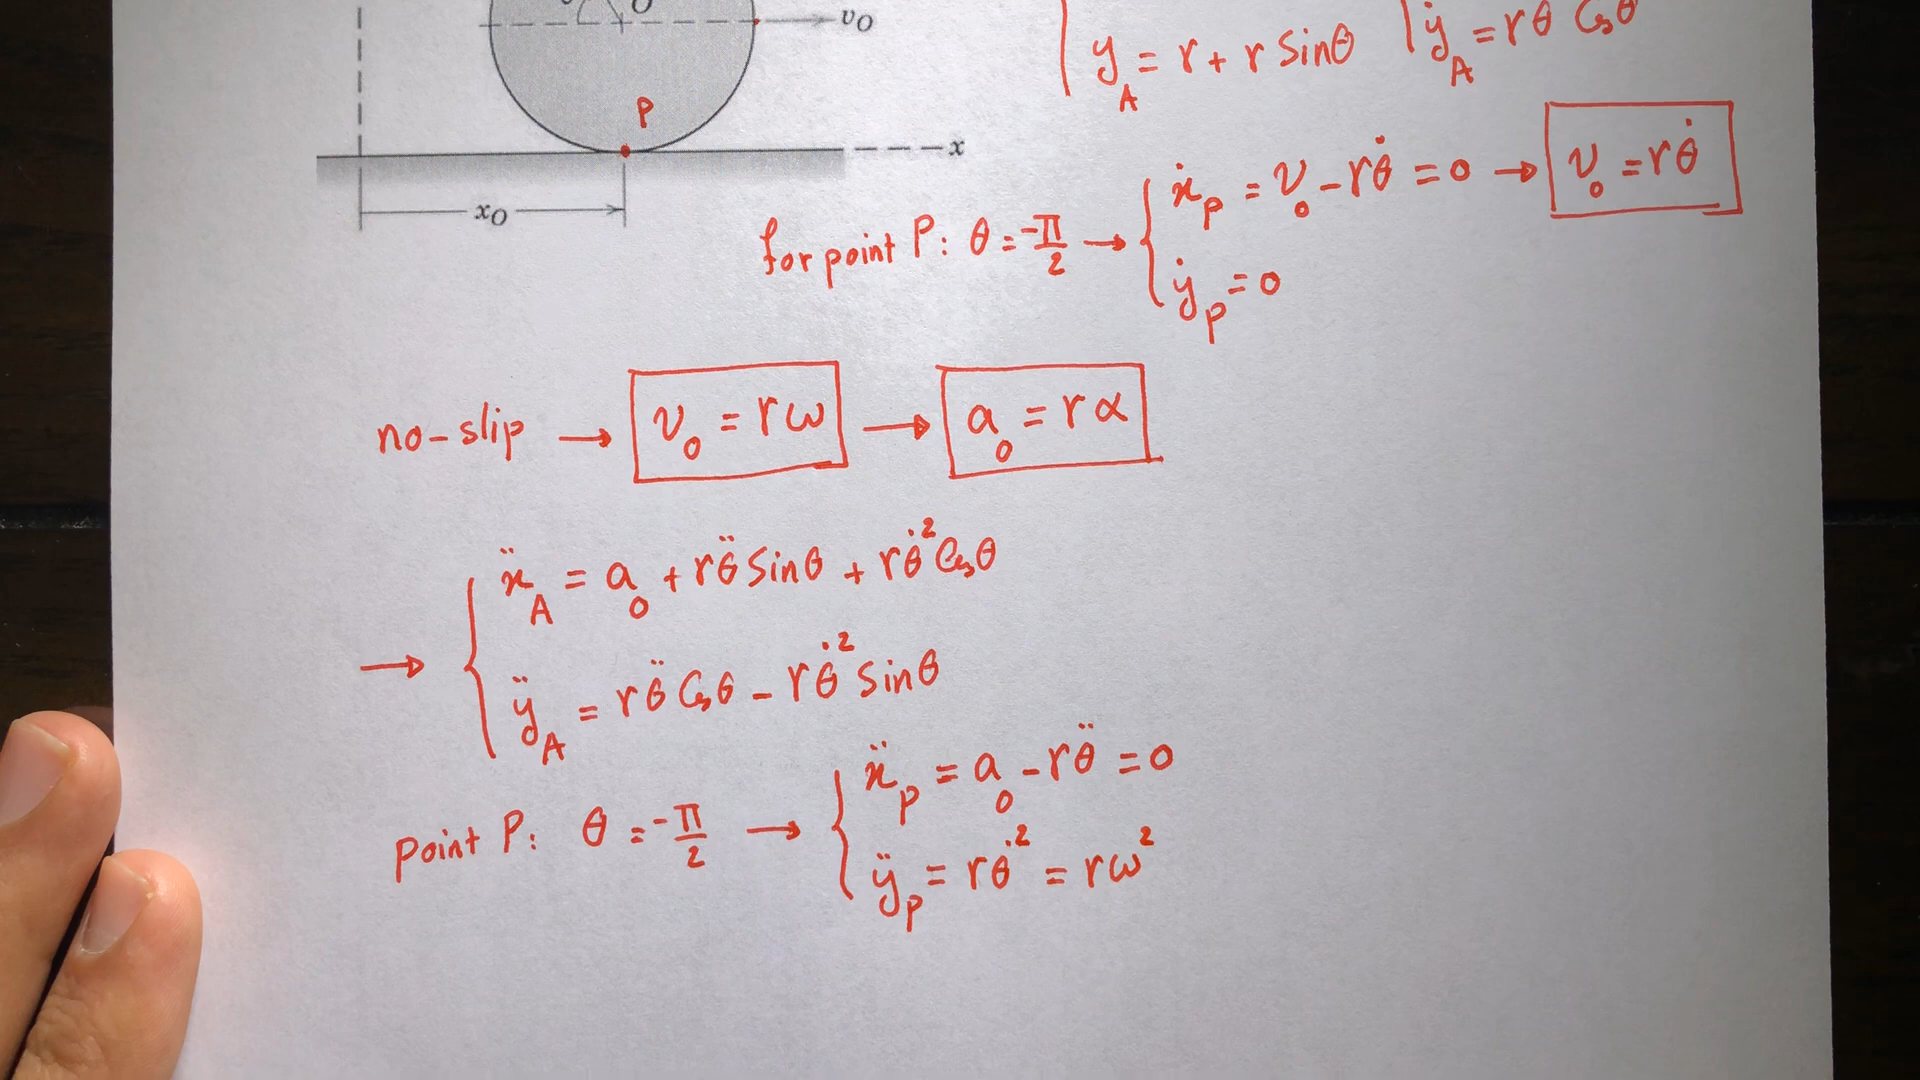 O → v_O
y_A = r + r Sinθ   ẏ_A = rθ̇ Cosθ
P
x
x_O
for point P: θ = -π/2 → { ẋ_P = v_o - rθ̇ = 0 → v_o = rθ̇
ẏ_P = 0
no-slip → v_o = rω → a_o = rα
→ { ẍ_A = a_o + rθ̈ Sinθ + rθ̇² Cosθ
ÿ_A = rθ̈ Cosθ - rθ̇² Sinθ
Point P: θ = -π/2 → { ẍ_P = a_o - rθ̈ = 0
ÿ_P = rθ̇² = rω²